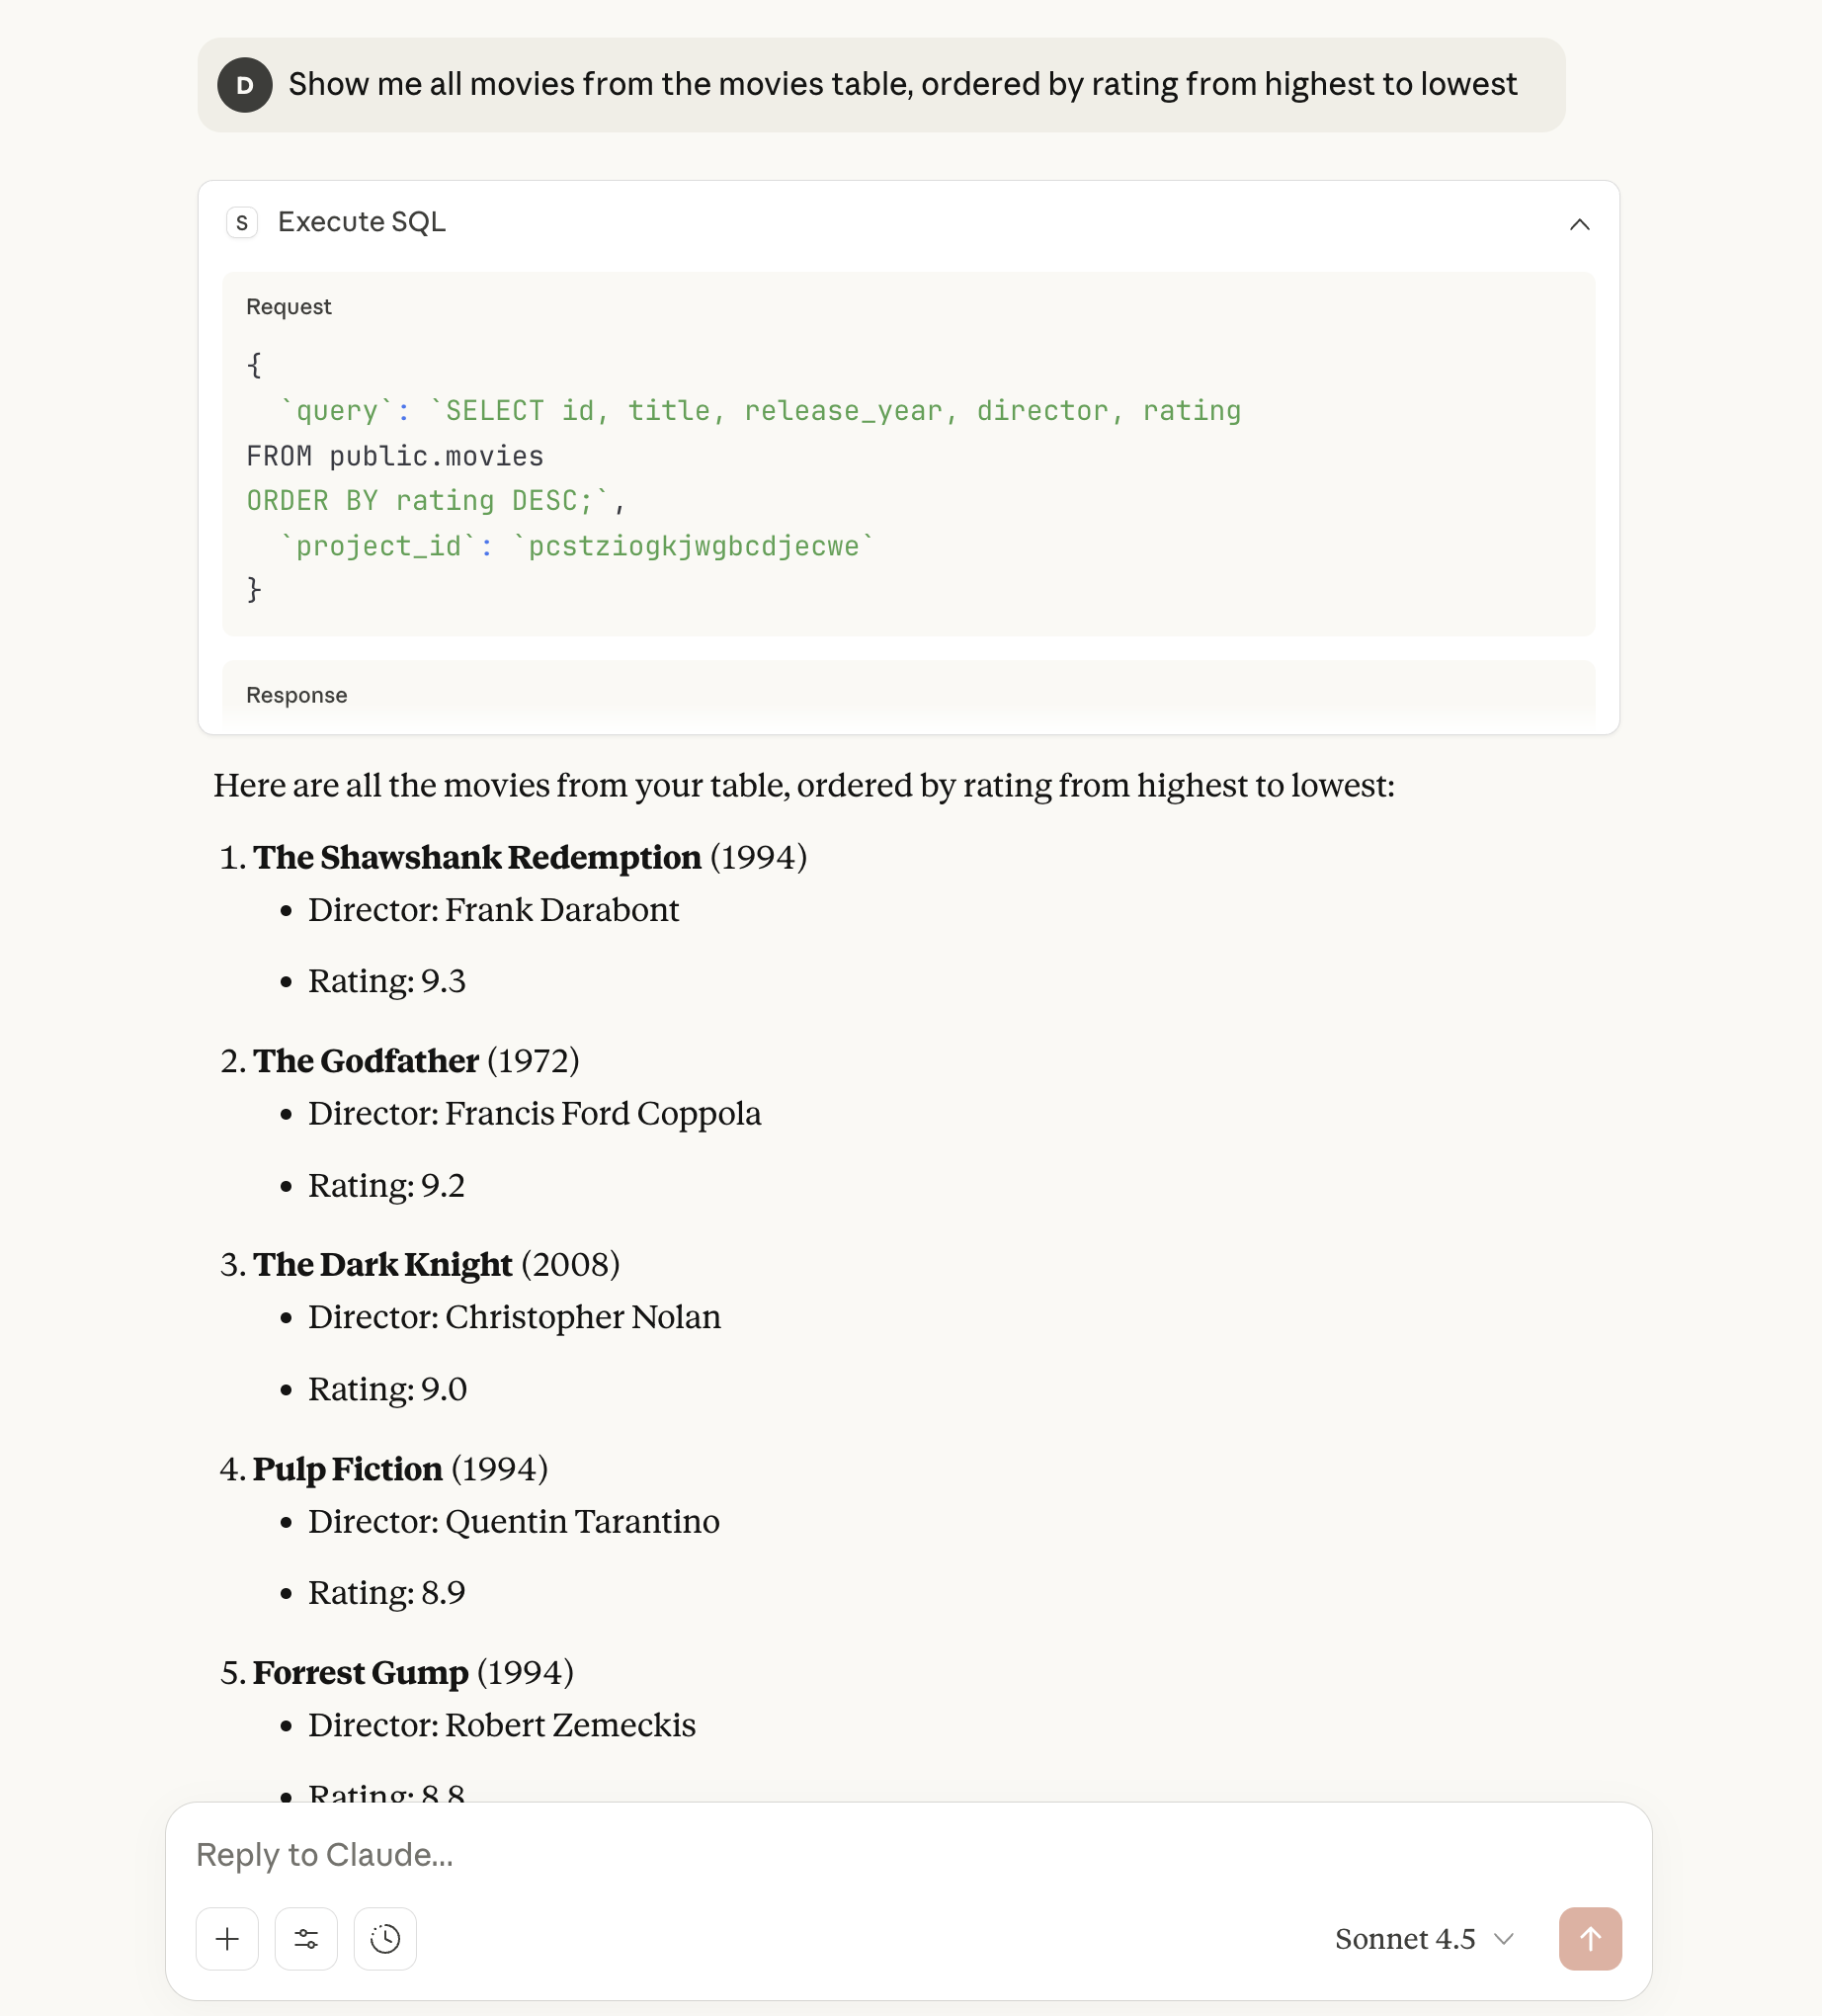 D Show me all movies from the movies table, ordered by rating from highest to lowest
S Execute SQL
Request
{
  `query`: `SELECT id, title, release_year, director, rating
FROM public.movies
ORDER BY rating DESC;`,
  `project_id`: `pcstziogkjwgbcdjecwe`
}
Response
Here are all the movies from your table, ordered by rating from highest to lowest:
1. The Shawshank Redemption (1994)
• Director: Frank Darabont
• Rating: 9.3
2. The Godfather (1972)
• Director: Francis Ford Coppola
• Rating: 9.2
3. The Dark Knight (2008)
• Director: Christopher Nolan
• Rating: 9.0
4. Pulp Fiction (1994)
• Director: Quentin Tarantino
• Rating: 8.9
5. Forrest Gump (1994)
• Director: Robert Zemeckis
• Rating: 8.8
Reply to Claude...
Sonnet 4.5